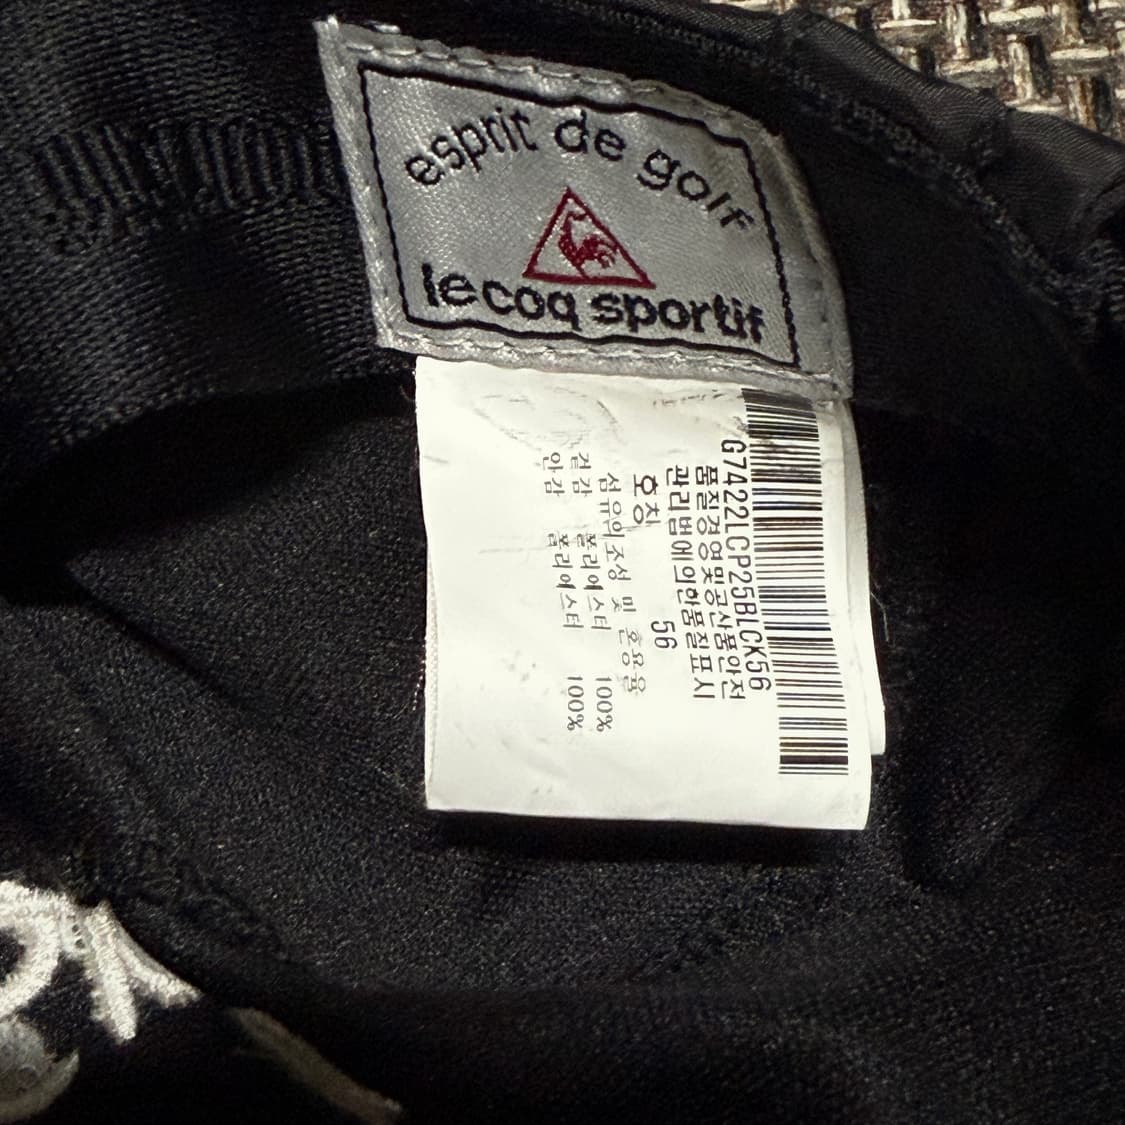 esprit de golf
le coq sportif
G7422LCP25BLCK56
품질경영및공산품안전
관리법에의한품질표시
호칭 56
섬유의조성 및 혼용율
겉감 폴리에스터 100%
안감 폴리에스터 100%